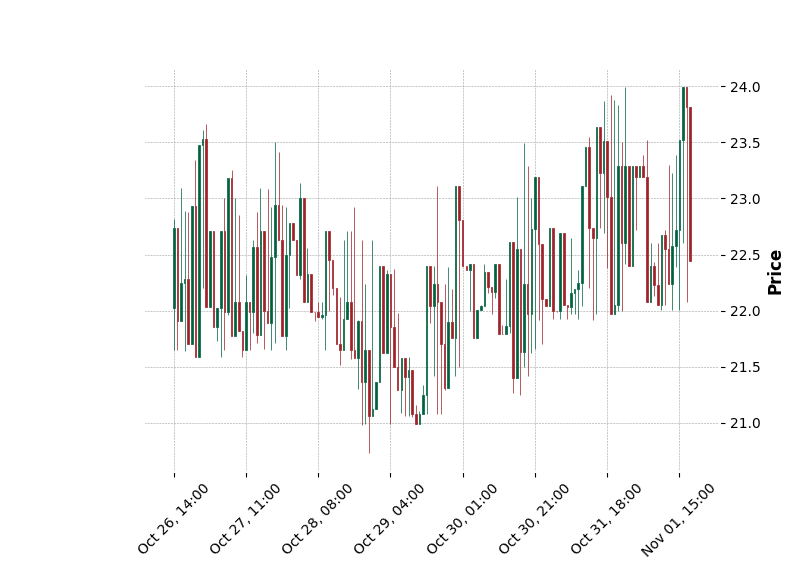 24.0
23.5
23.0
22.5
22.0
21.5
21.0
Price
Oct 26, 14:00
Oct 27, 11:00
Oct 28, 08:00
Oct 29, 04:00
Oct 30, 01:00
Oct 30, 21:00
Oct 31, 18:00
Nov 01, 15:00